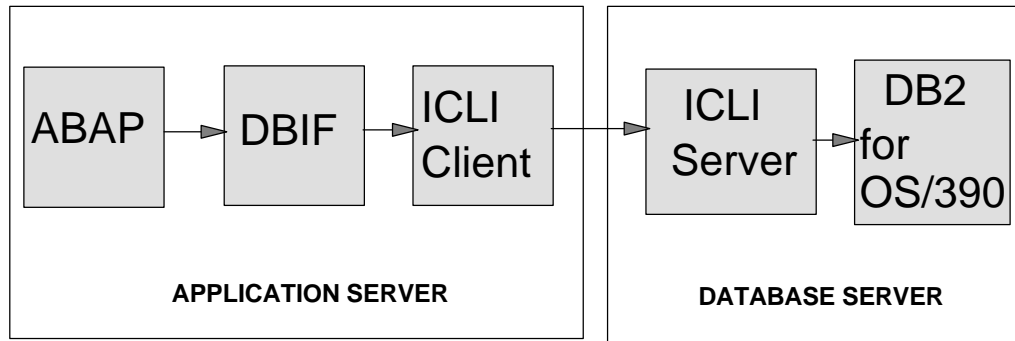 ABAP
DBIF
ICLI
Client
ICLI
Server
DB2
for
OS/390
APPLICATION SERVER
DATABASE SERVER